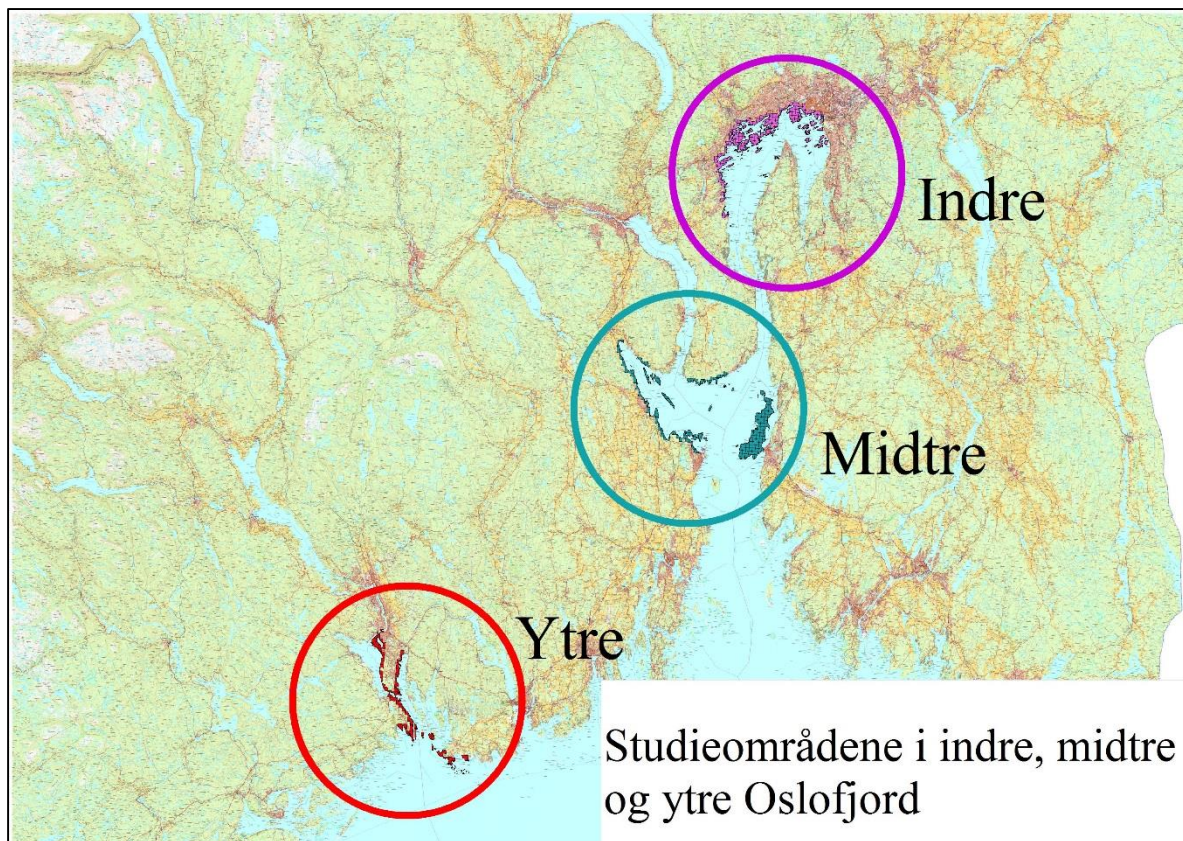 Indre
Midtre
Ytre
Studieområdene i indre, midtre
og ytre Oslofjord